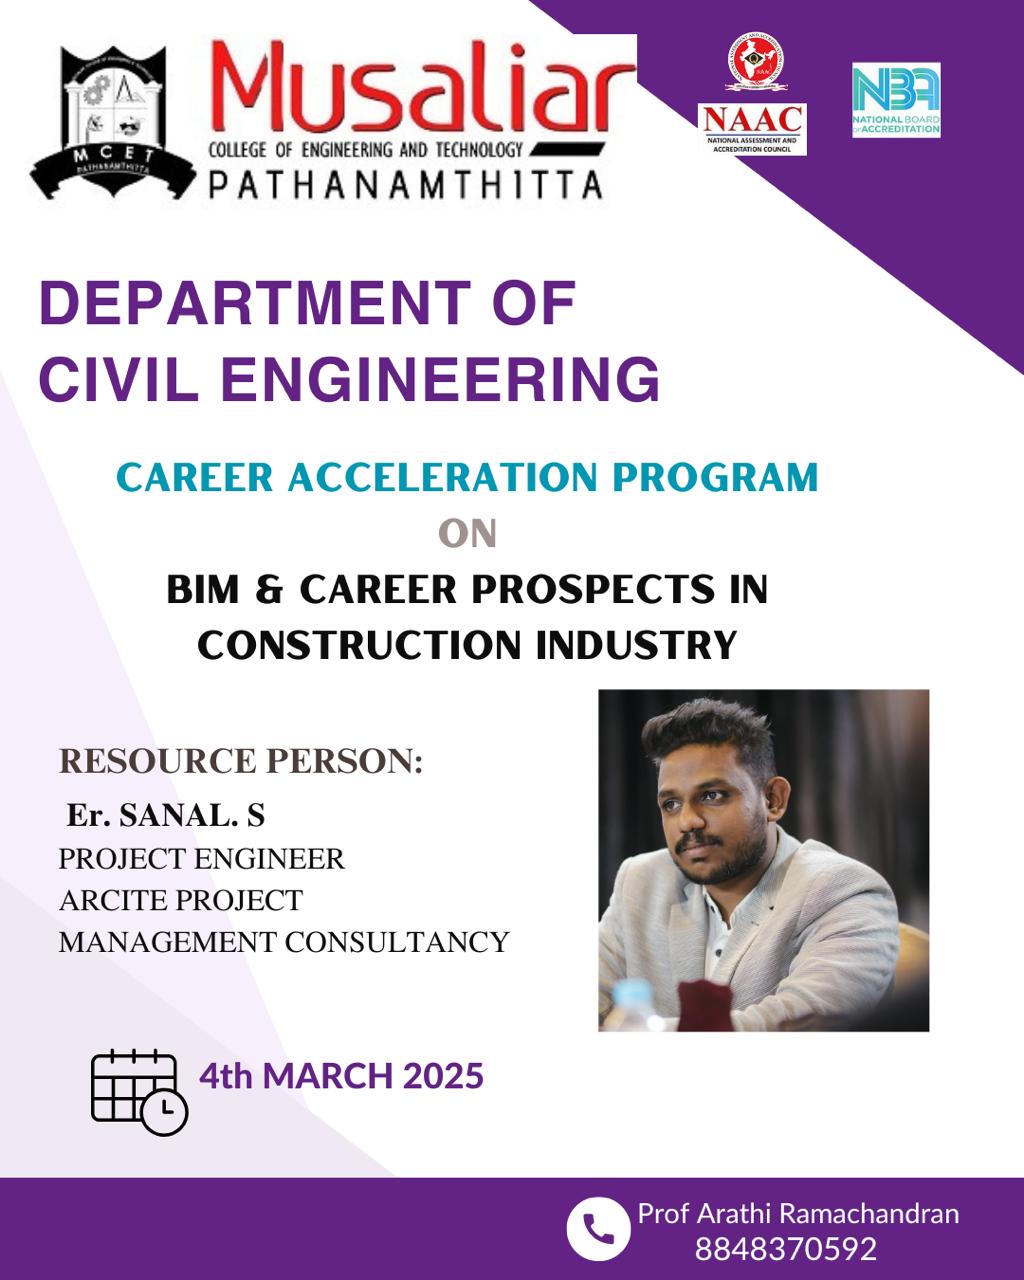 Musaliar
COLLEGE OF ENGINEERING AND TECHNOLOGY
PATHANAMTHITTA
MCET
PATHANAMTHITTA
NAAC
NATIONAL ASSESSMENT AND
ACCREDITATION COUNCIL
NBA
NATIONAL BOARD
OF ACCREDITATION
DEPARTMENT OF
CIVIL ENGINEERING
CAREER ACCELERATION PROGRAM
ON
BIM & CAREER PROSPECTS IN
CONSTRUCTION INDUSTRY
RESOURCE PERSON:
Er. SANAL. S
PROJECT ENGINEER
ARCITE PROJECT
MANAGEMENT CONSULTANCY
4th MARCH 2025
Prof Arathi Ramachandran
8848370592